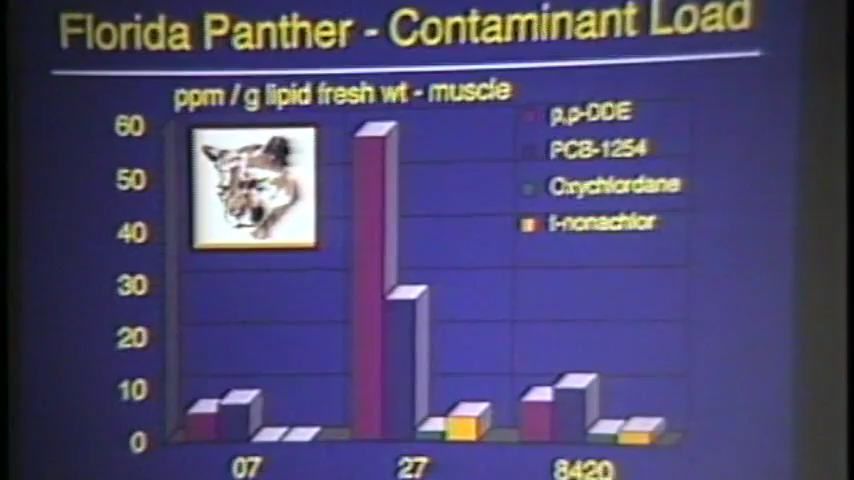 Florida Panther - Contaminant Load
ppm / g lipid fresh wt - muscle
60
50
40
30
20
10
0
p,p-DDE
PCB-1254
Oxychlordane
t-nonachlor
07
27
8420